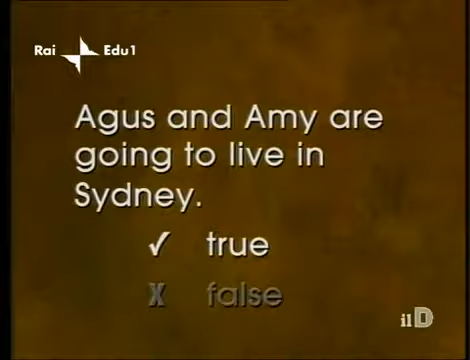 Rai Edu1
Agus and Amy are
going to live in
Sydney.
✓ true
X false
ilD